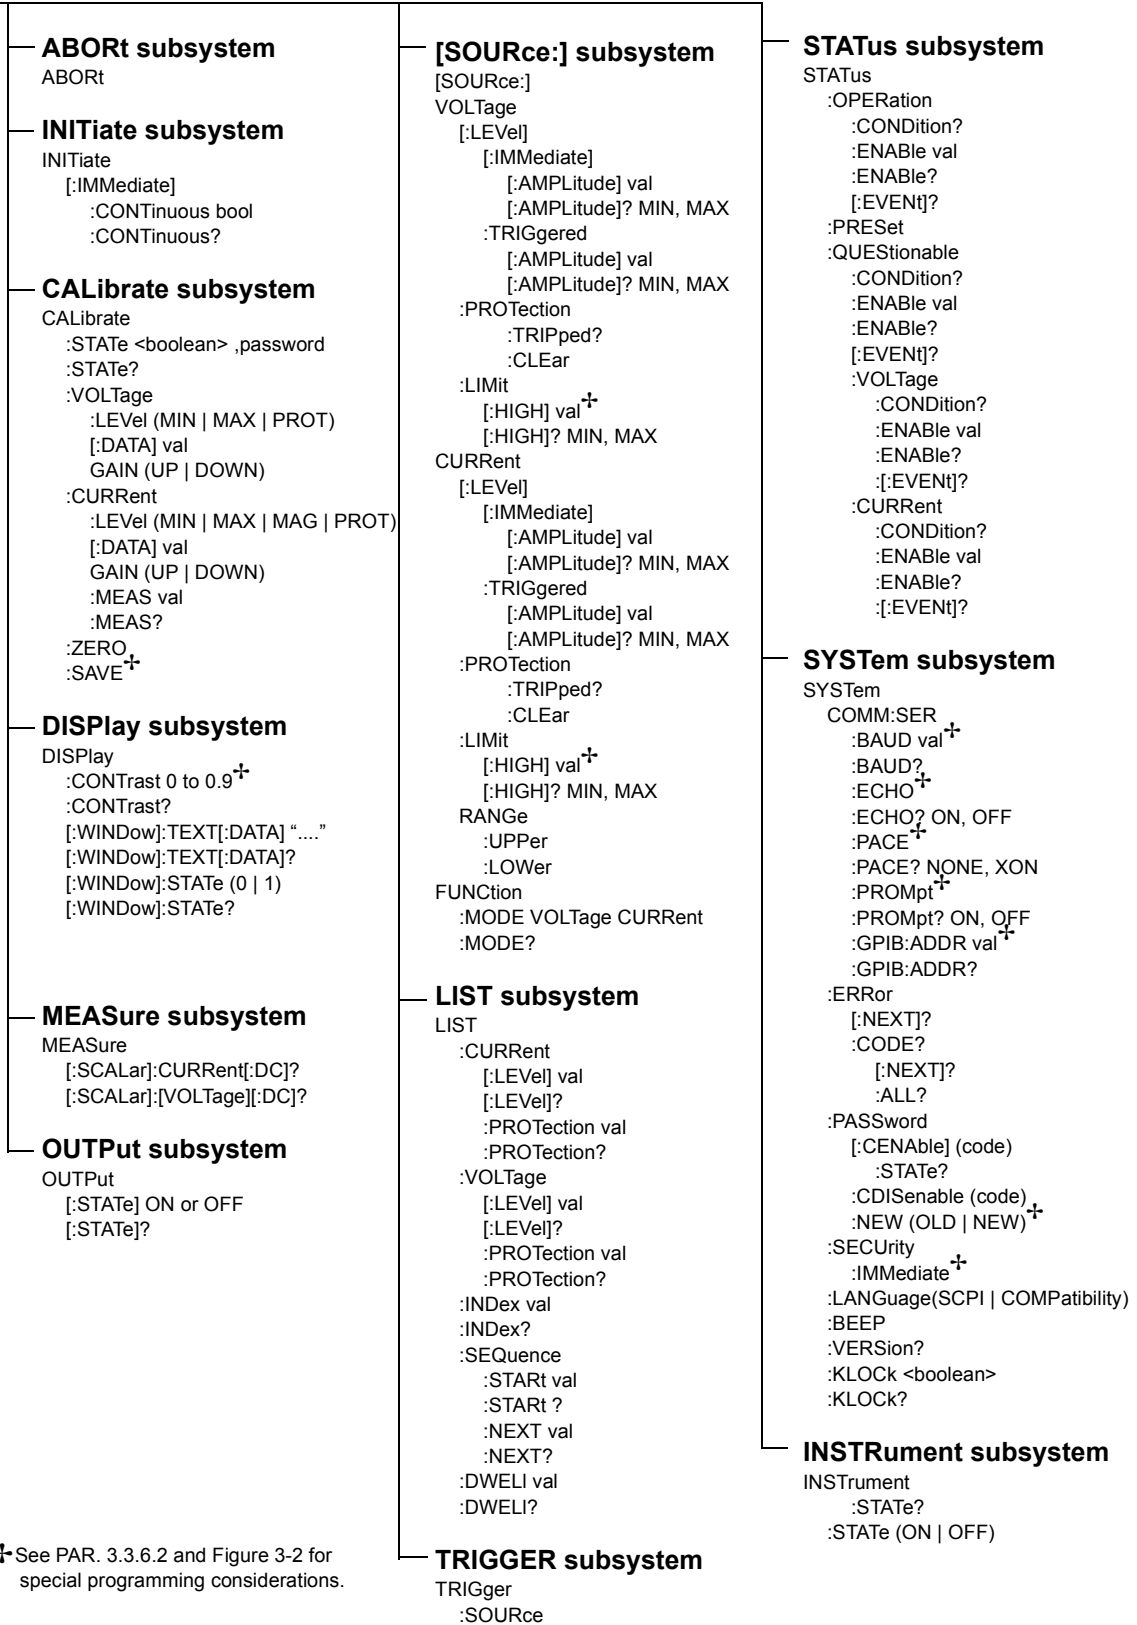 ABORt subsystem
ABORt
INITiate subsystem
INITiate
[:IMMediate]
:CONTinuous bool
:CONTinuous?
CALibrate subsystem
CALibrate
:STATe <boolean> ,password
:STATe?
:VOLTage
:LEVel (MIN | MAX | PROT)
[:DATA] val
GAIN (UP | DOWN)
:CURRent
:LEVel (MIN | MAX | MAG | PROT)
[:DATA] val
GAIN (UP | DOWN)
:MEAS val
:MEAS?
:ZERO
:SAVE✢
DISPlay subsystem
DISPlay
:CONTrast 0 to 0.9✢
:CONTrast?
[:WINDow]:TEXT[:DATA] “....”
[:WINDow]:TEXT[:DATA]?
[:WINDow]:STATe (0 | 1)
[:WINDow]:STATe?
MEASure subsystem
MEASure
[:SCALar]:CURRent[:DC]?
[:SCALar]:[VOLTage][:DC]?
OUTPut subsystem
OUTPut
[:STATe] ON or OFF
[:STATe]?
✢See PAR. 3.3.6.2 and Figure 3-2 for
special programming considerations.
[SOURce:] subsystem
[SOURce:]
VOLTage
[:LEVel]
[:IMMediate]
[:AMPLitude] val
[:AMPLitude]? MIN, MAX
:TRIGgered
[:AMPLitude] val
[:AMPLitude]? MIN, MAX
:PROTection
:TRIPped?
:CLEar
:LIMit
[:HIGH] val✢
[:HIGH]? MIN, MAX
CURRent
[:LEVel]
[:IMMediate]
[:AMPLitude] val
[:AMPLitude]? MIN, MAX
:TRIGgered
[:AMPLitude] val
[:AMPLitude]? MIN, MAX
:PROTection
:TRIPped?
:CLEar
:LIMit
[:HIGH] val✢
[:HIGH]? MIN, MAX
RANGe
:UPPer
:LOWer
FUNCtion
:MODE VOLTage CURRent
:MODE?
LIST subsystem
LIST
:CURRent
[:LEVel] val
[:LEVel]?
:PROTection val
:PROTection?
:VOLTage
[:LEVel] val
[:LEVel]?
:PROTection val
:PROTection?
:INDex val
:INDex?
:SEQuence
:STARt val
:STARt ?
:NEXT val
:NEXT?
:DWELl val
:DWELl?
TRIGGER subsystem
TRIGger
:SOURce
STATus subsystem
STATus
:OPERation
:CONDition?
:ENABle val
:ENABle?
[:EVENt]?
:PRESet
:QUEStionable
:CONDition?
:ENABle val
:ENABle?
[:EVENt]?
:VOLTage
:CONDition?
:ENABle val
:ENABle?
:[:EVENt]?
:CURRent
:CONDition?
:ENABle val
:ENABle?
:[:EVENt]?
SYSTem subsystem
SYSTem
COMM:SER
:BAUD val✢
:BAUD?
:ECHO✢
:ECHO? ON, OFF
:PACE✢
:PACE? NONE, XON
:PROMpt✢
:PROMpt? ON, OFF
:GPIB:ADDR val✢
:GPIB:ADDR?
:ERRor
[:NEXT]?
:CODE?
[:NEXT]?
:ALL?
:PASSword
[:CENAble] (code)
:STATe?
:CDISenable (code)
:NEW (OLD | NEW)✢
:SECUrity
:IMMediate✢
:LANGuage(SCPI | COMPatibility)
:BEEP
:VERSion?
:KLOCk <boolean>
:KLOCk?
INSTRument subsystem
INSTrument
:STATe?
:STATe (ON | OFF)